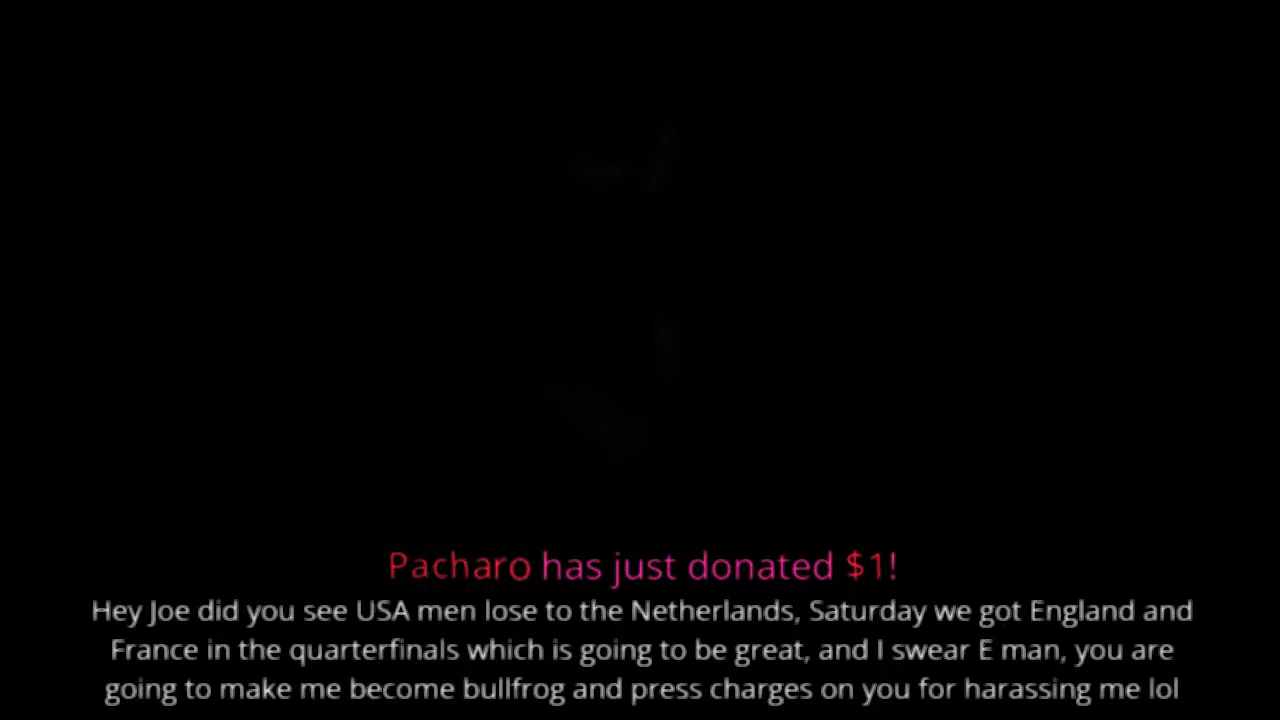 Pacharo has just donated $1!
Hey Joe did you see USA men lose to the Netherlands, Saturday we got England and
France in the quarterfinals which is going to be great, and I swear E man, you are
going to make me become bullfrog and press charges on you for harassing me lol